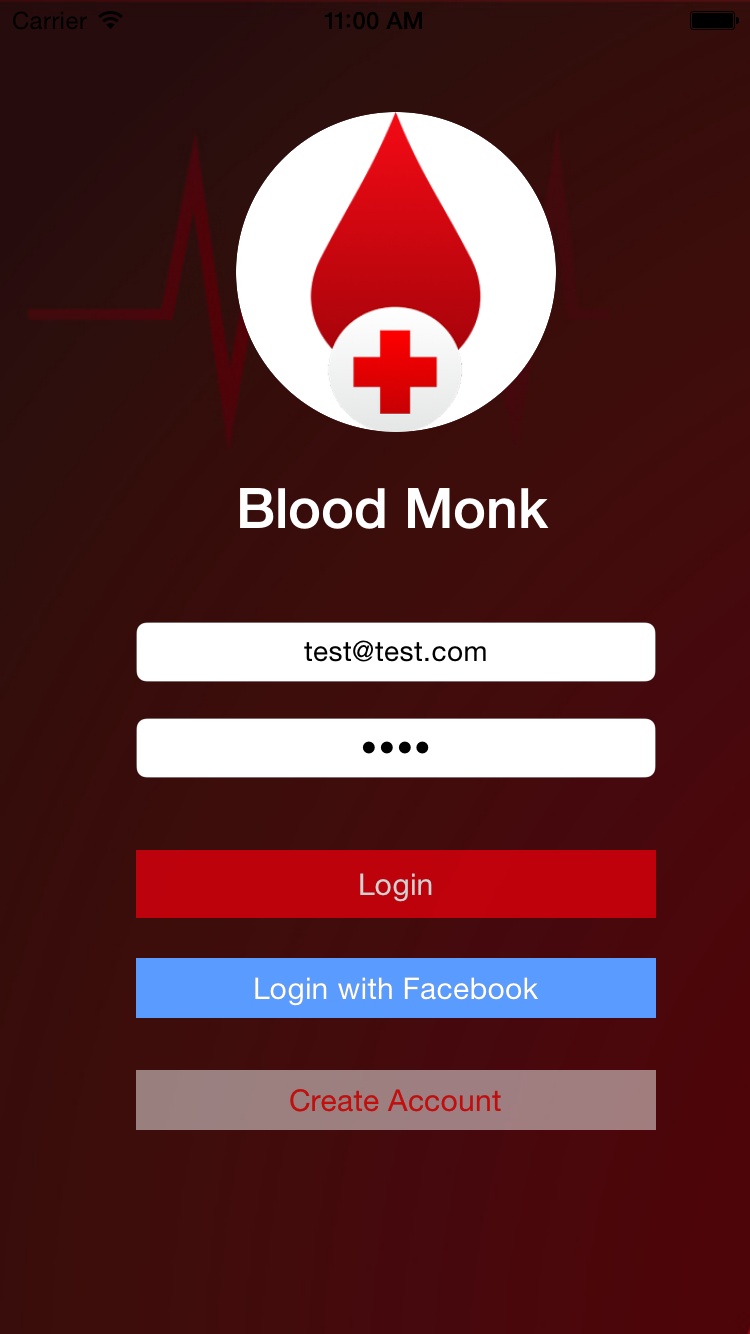 Carrier 11:00 AM
Blood Monk
test@test.com
••••
Login
Login with Facebook
Create Account